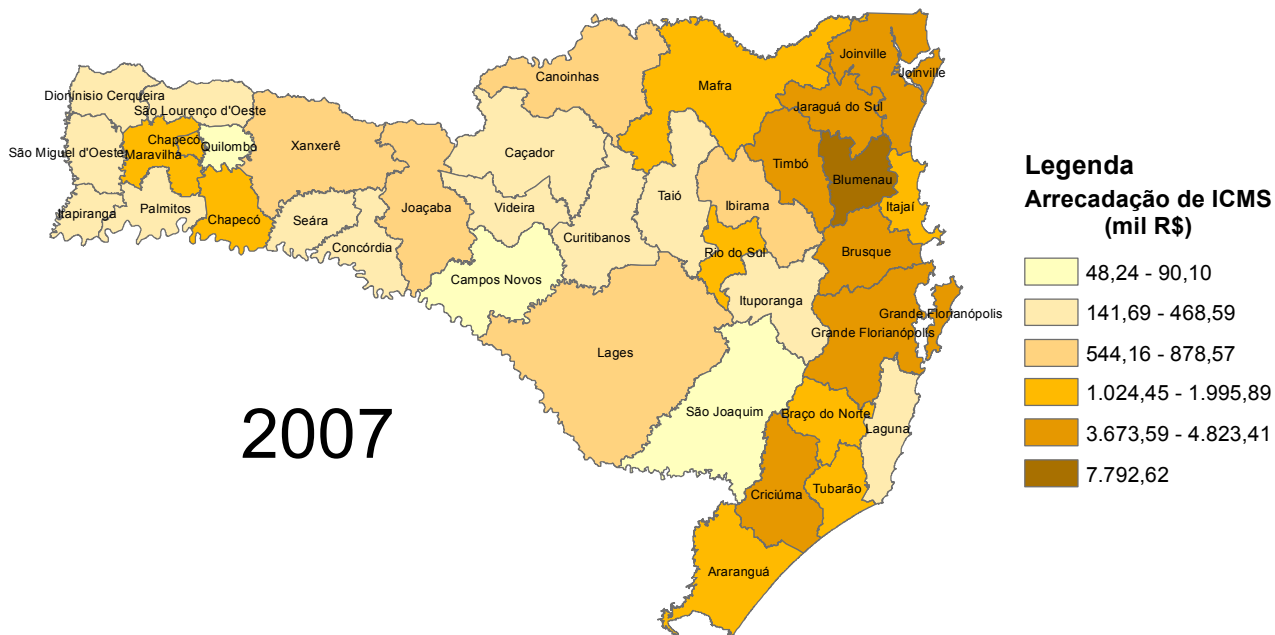 Joinville
Joinville
Canoinhas
Mafra
Dionínisio Cerqueira
São Lourenço d'Oeste
Jaraguá do Sul
São Miguel d'Oeste
Chapecó
Maravilha
Quilombo
Xanxerê
Caçador
Timbó
Blumenau
Itapiranga
Palmitos
Chapecó
Seára
Concórdia
Joaçaba
Videira
Curitibanos
Taió
Ibirama
Itajaí
Rio do Sul
Brusque
Campos Novos
Ituporanga
Grande Florianópolis
Grande Florianópolis
Lages
São Joaquim
Braço do Norte
Laguna
Criciúma
Tubarão
Araranguá
2007
Legenda
Arrecadação de ICMS
(mil R$)
48,24 - 90,10
141,69 - 468,59
544,16 - 878,57
1.024,45 - 1.995,89
3.673,59 - 4.823,41
7.792,62